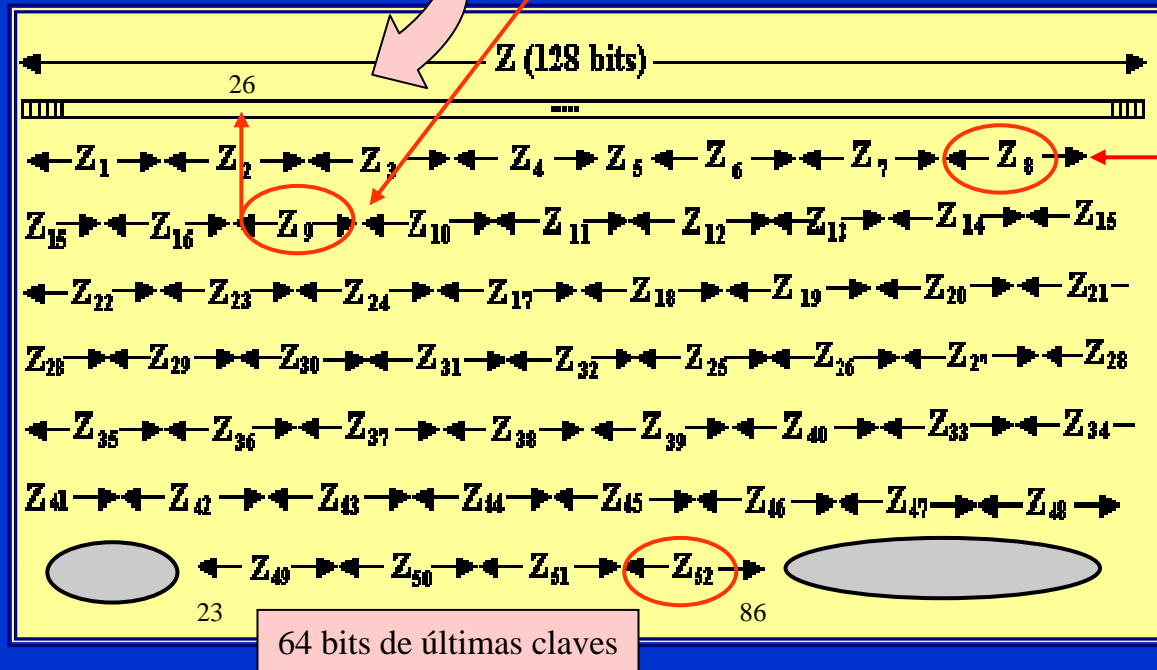 Z (128 bits)
26
Z1 Z2 Z3 Z4 Z5 Z6 Z7 Z8
Z15 Z16 Z9 Z10 Z11 Z12 Z13 Z14 Z15
Z22 Z23 Z24 Z17 Z18 Z19 Z20 Z21
Z28 Z29 Z30 Z31 Z32 Z25 Z26 Z27 Z28
Z35 Z36 Z37 Z38 Z39 Z40 Z33 Z34
Z41 Z42 Z43 Z44 Z45 Z46 Z47 Z48
Z49 Z50 Z51 Z52
23 86
64 bits de últimas claves